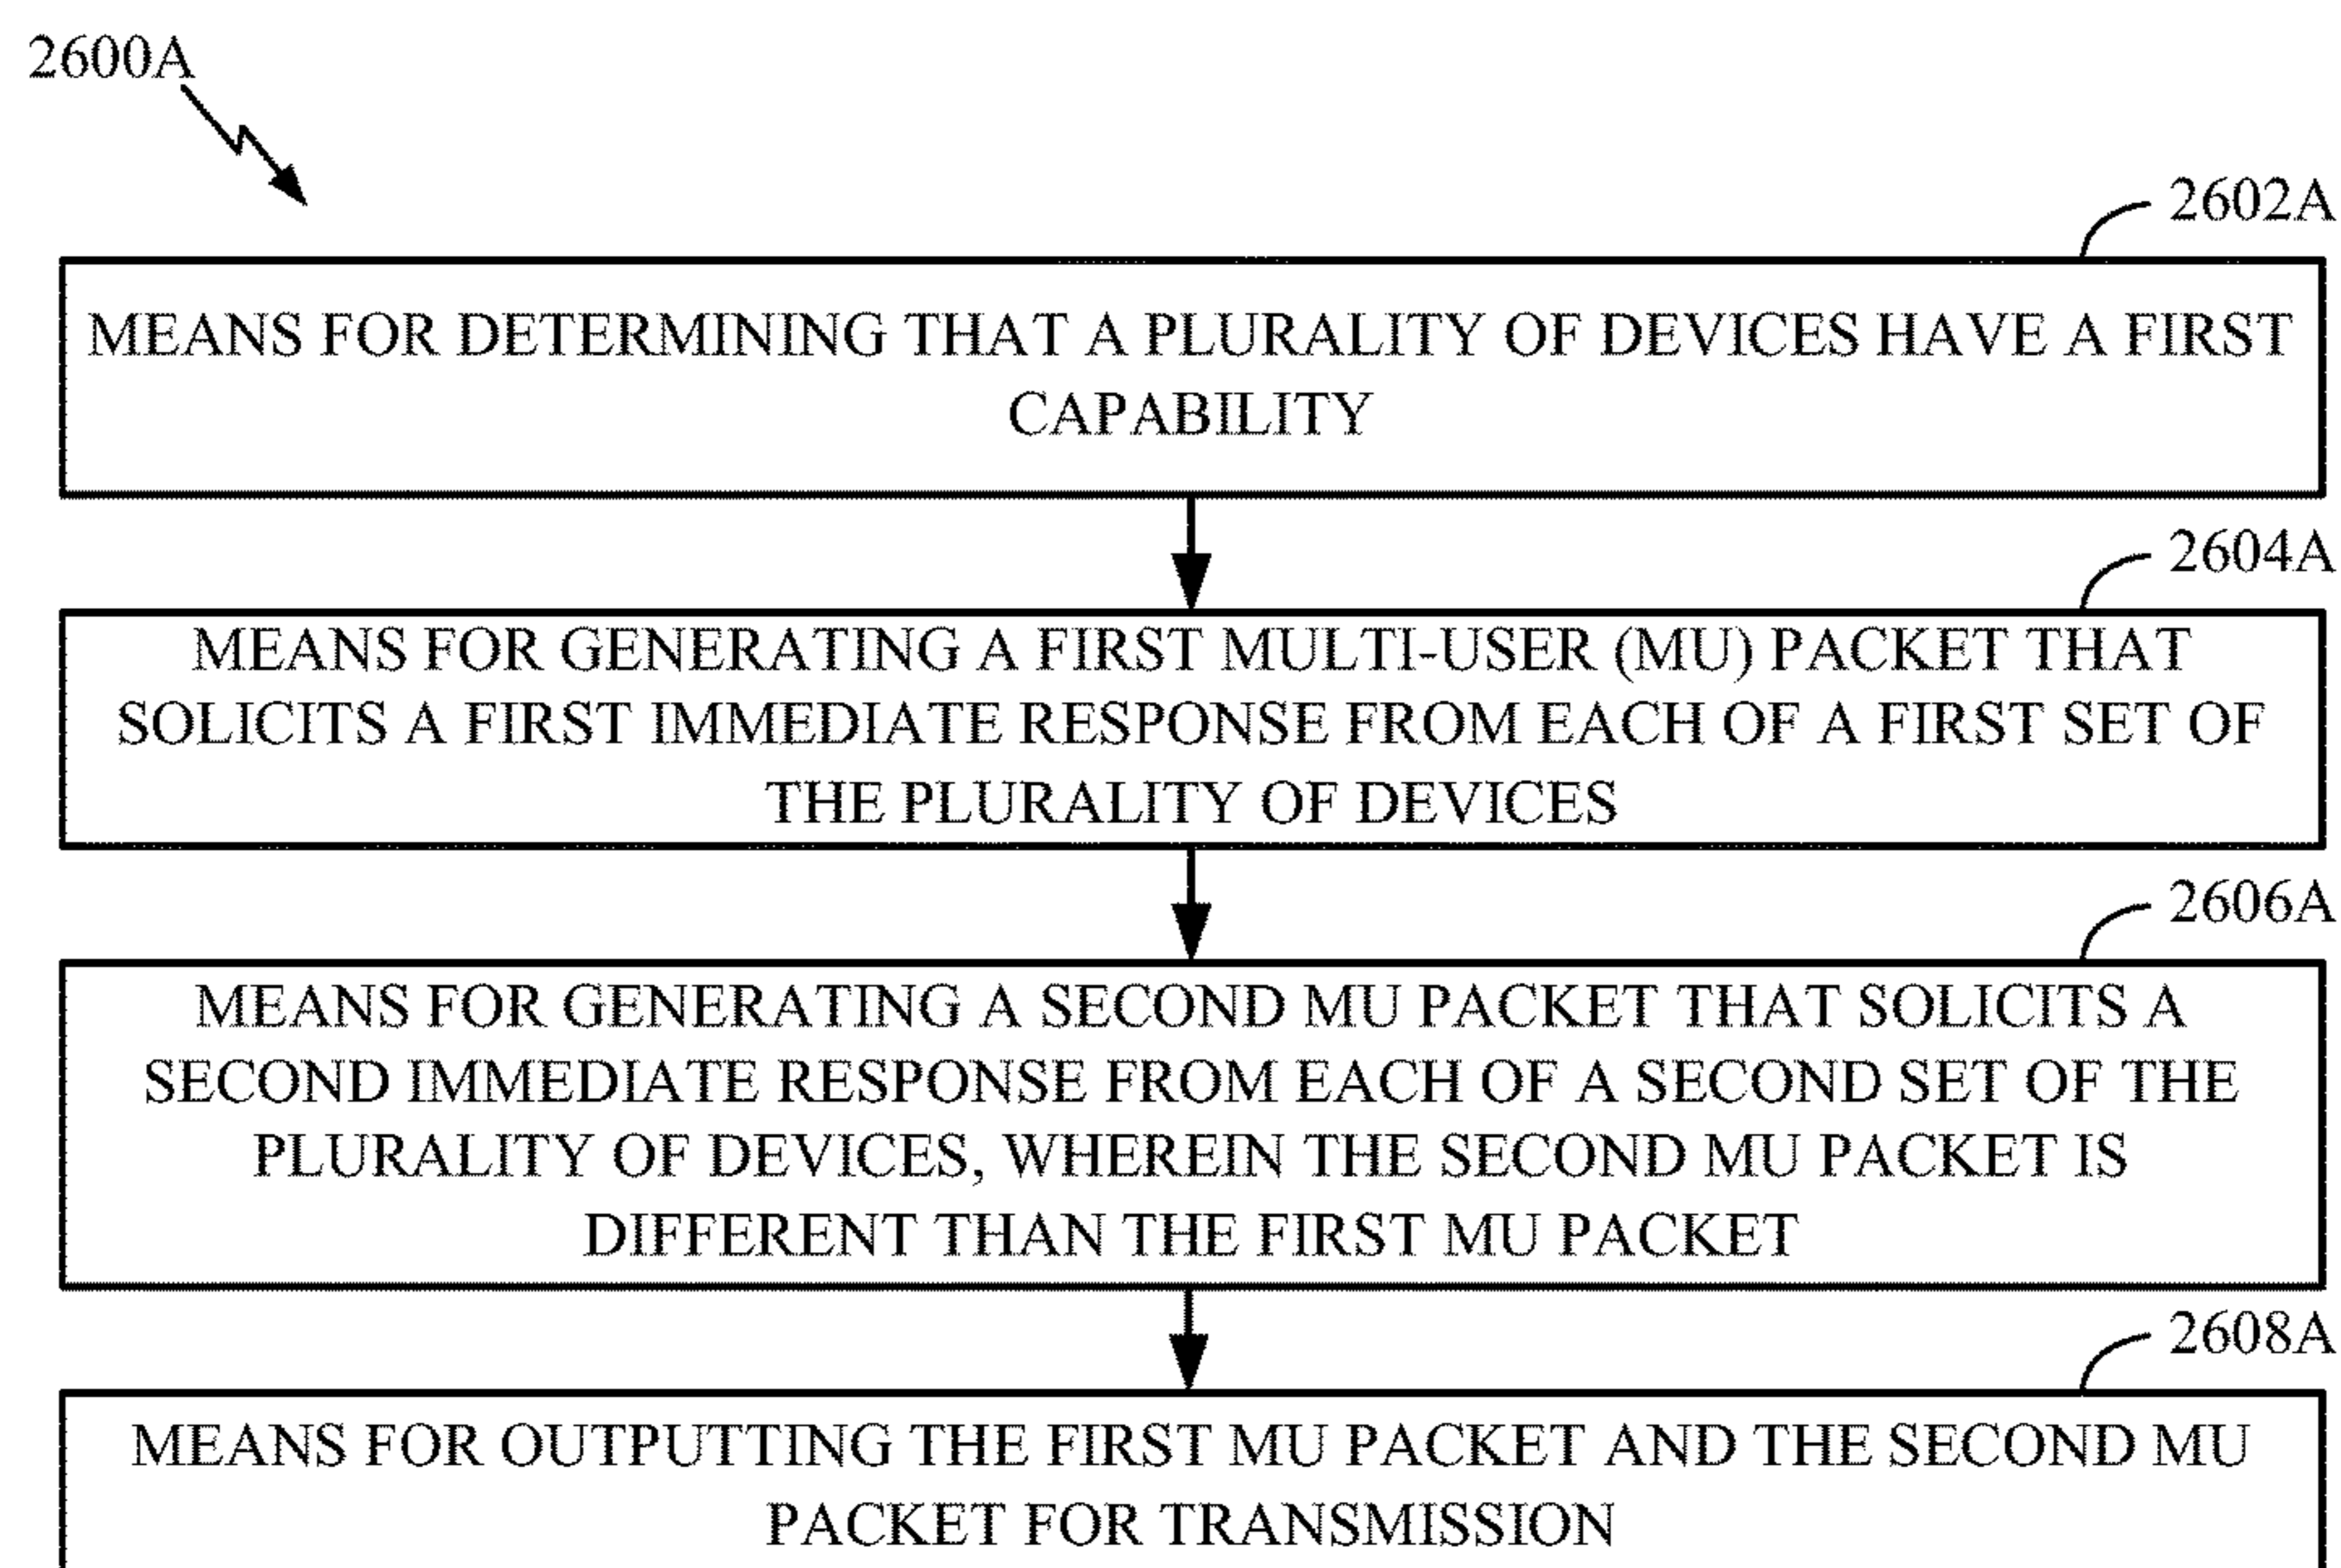 2600A
2602A
MEANS FOR DETERMINING THAT A PLURALITY OF DEVICES HAVE A FIRST
CAPABILITY
2604A
MEANS FOR GENERATING A FIRST MULTI-USER (MU) PACKET THAT
SOLICITS A FIRST IMMEDIATE RESPONSE FROM EACH OF A FIRST SET OF
THE PLURALITY OF DEVICES
2606A
MEANS FOR GENERATING A SECOND MU PACKET THAT SOLICITS A
SECOND IMMEDIATE RESPONSE FROM EACH OF A SECOND SET OF THE
PLURALITY OF DEVICES, WHEREIN THE SECOND MU PACKET IS
DIFFERENT THAN THE FIRST MU PACKET
2608A
MEANS FOR OUTPUTTING THE FIRST MU PACKET AND THE SECOND MU
PACKET FOR TRANSMISSION